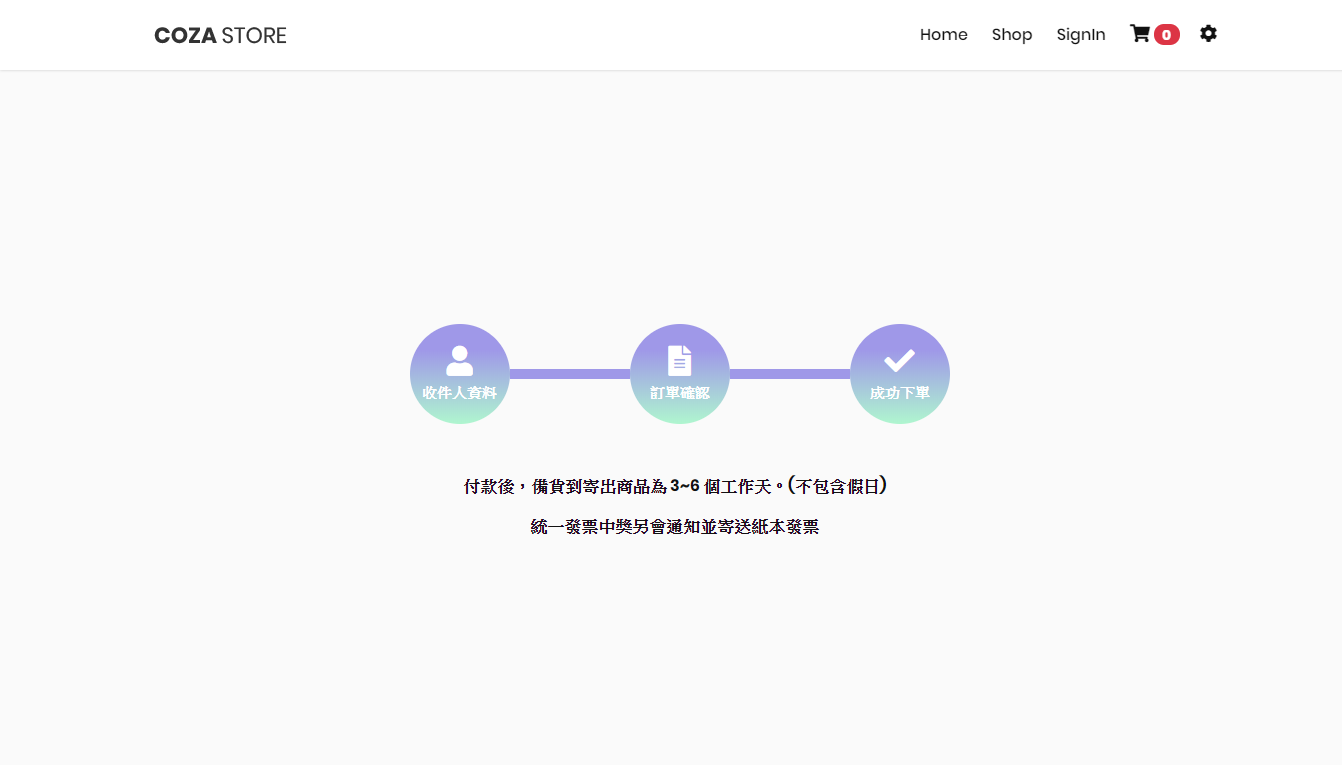 COZA STORE
Home Shop SignIn 0
收件人資料 訂單確認 成功下單
付款後，備貨到寄出商品為 3~6 個工作天。(不包含假日)
統一發票中獎另會通知並寄送紙本發票